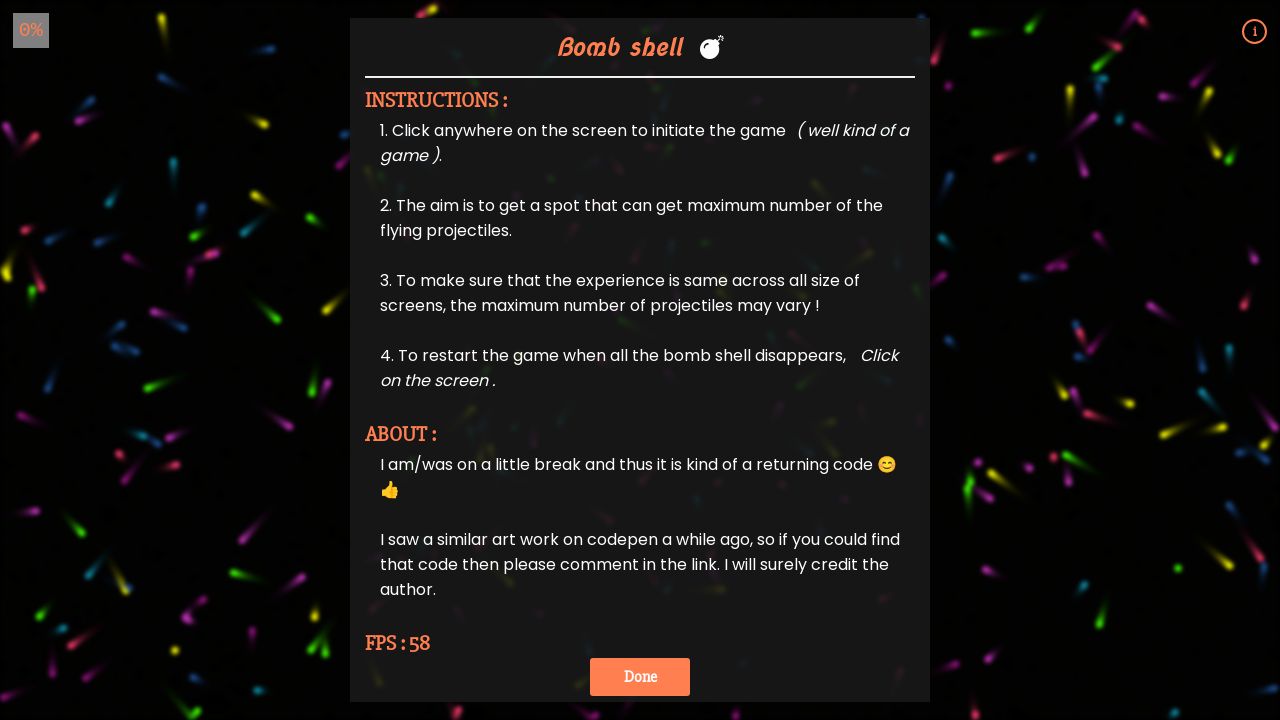 0%
Bomb shell 💣
i
INSTRUCTIONS :
1. Click anywhere on the screen to initiate the game ( well kind of a
game ).
2. The aim is to get a spot that can get maximum number of the
flying projectiles.
3. To make sure that the experience is same across all size of
screens, the maximum number of projectiles may vary !
4. To restart the game when all the bomb shell disappears, Click
on the screen .
ABOUT :
I am/was on a little break and thus it is kind of a returning code 😊
👍
I saw a similar art work on codepen a while ago, so if you could find
that code then please comment in the link. I will surely credit the
author.
FPS : 58
Done